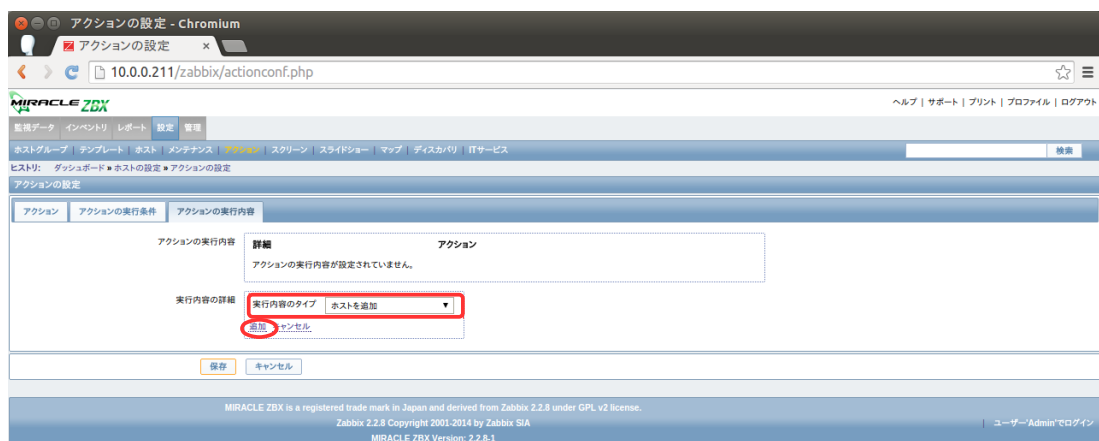 アクションの設定 - Chromium
アクションの設定 ×
10.0.0.211/zabbix/actionconf.php
MIRACLE ZBX
ヘルプ | サポート | プリント | プロファイル | ログアウト
監視データ インベントリ レポート 設定 管理
ホストグループ | テンプレート | ホスト | メンテナンス | アクション | スクリーン | スライドショー | マップ | ディスカバリ | ITサービス 検索
ヒストリ: ダッシュボード » ホストの設定 » アクションの設定
アクションの設定
アクション アクションの実行条件 アクションの実行内容
アクションの実行内容 詳細 アクション
アクションの実行内容が設定されていません。
実行内容の詳細 実行内容のタイプ ホストを追加
追加 キャンセル
保存 キャンセル
MIRACLE ZBX is a registered trade mark in Japan and derived from Zabbix 2.2.8 under GPL v2 license.
Zabbix 2.2.8 Copyright 2001-2014 by Zabbix SIA | ユーザー'Admin'でログイン
MIRACLE ZBX Version: 2.2.8-1